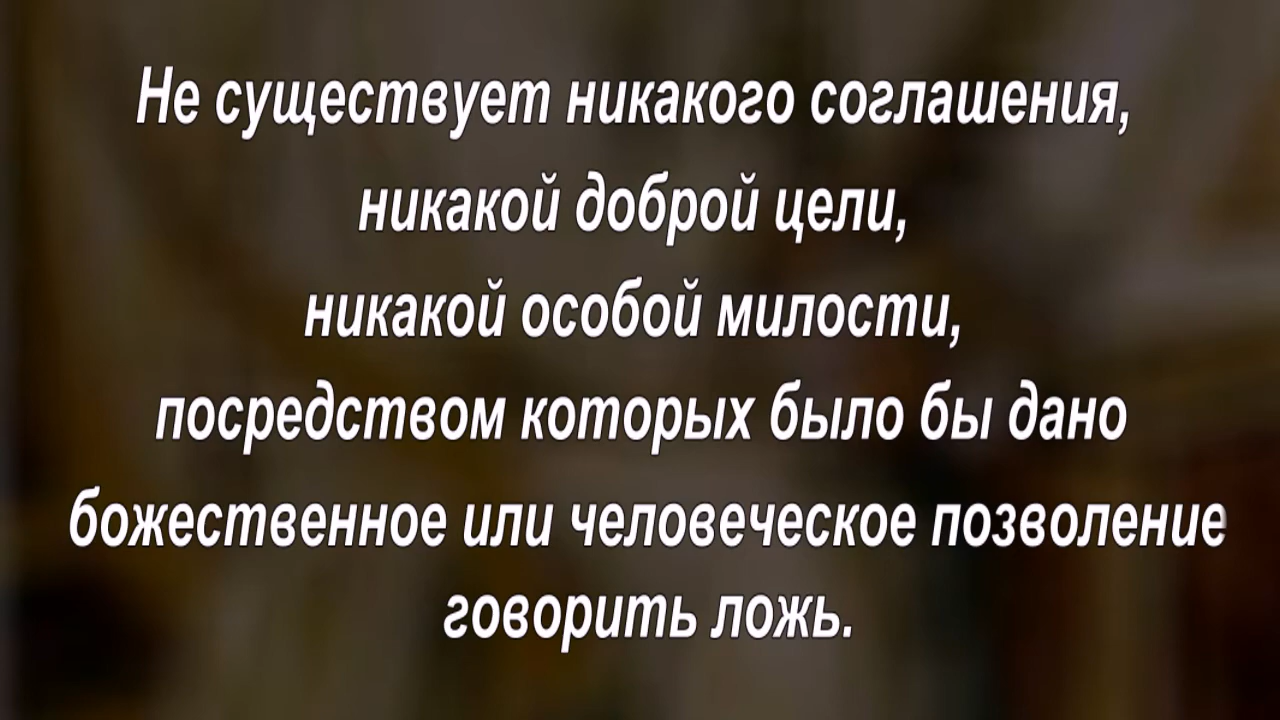 Не существует никакого соглашения,
никакой доброй цели,
никакой особой милости,
посредством которых было бы дано
божественное или человеческое позволение
говорить ложь.